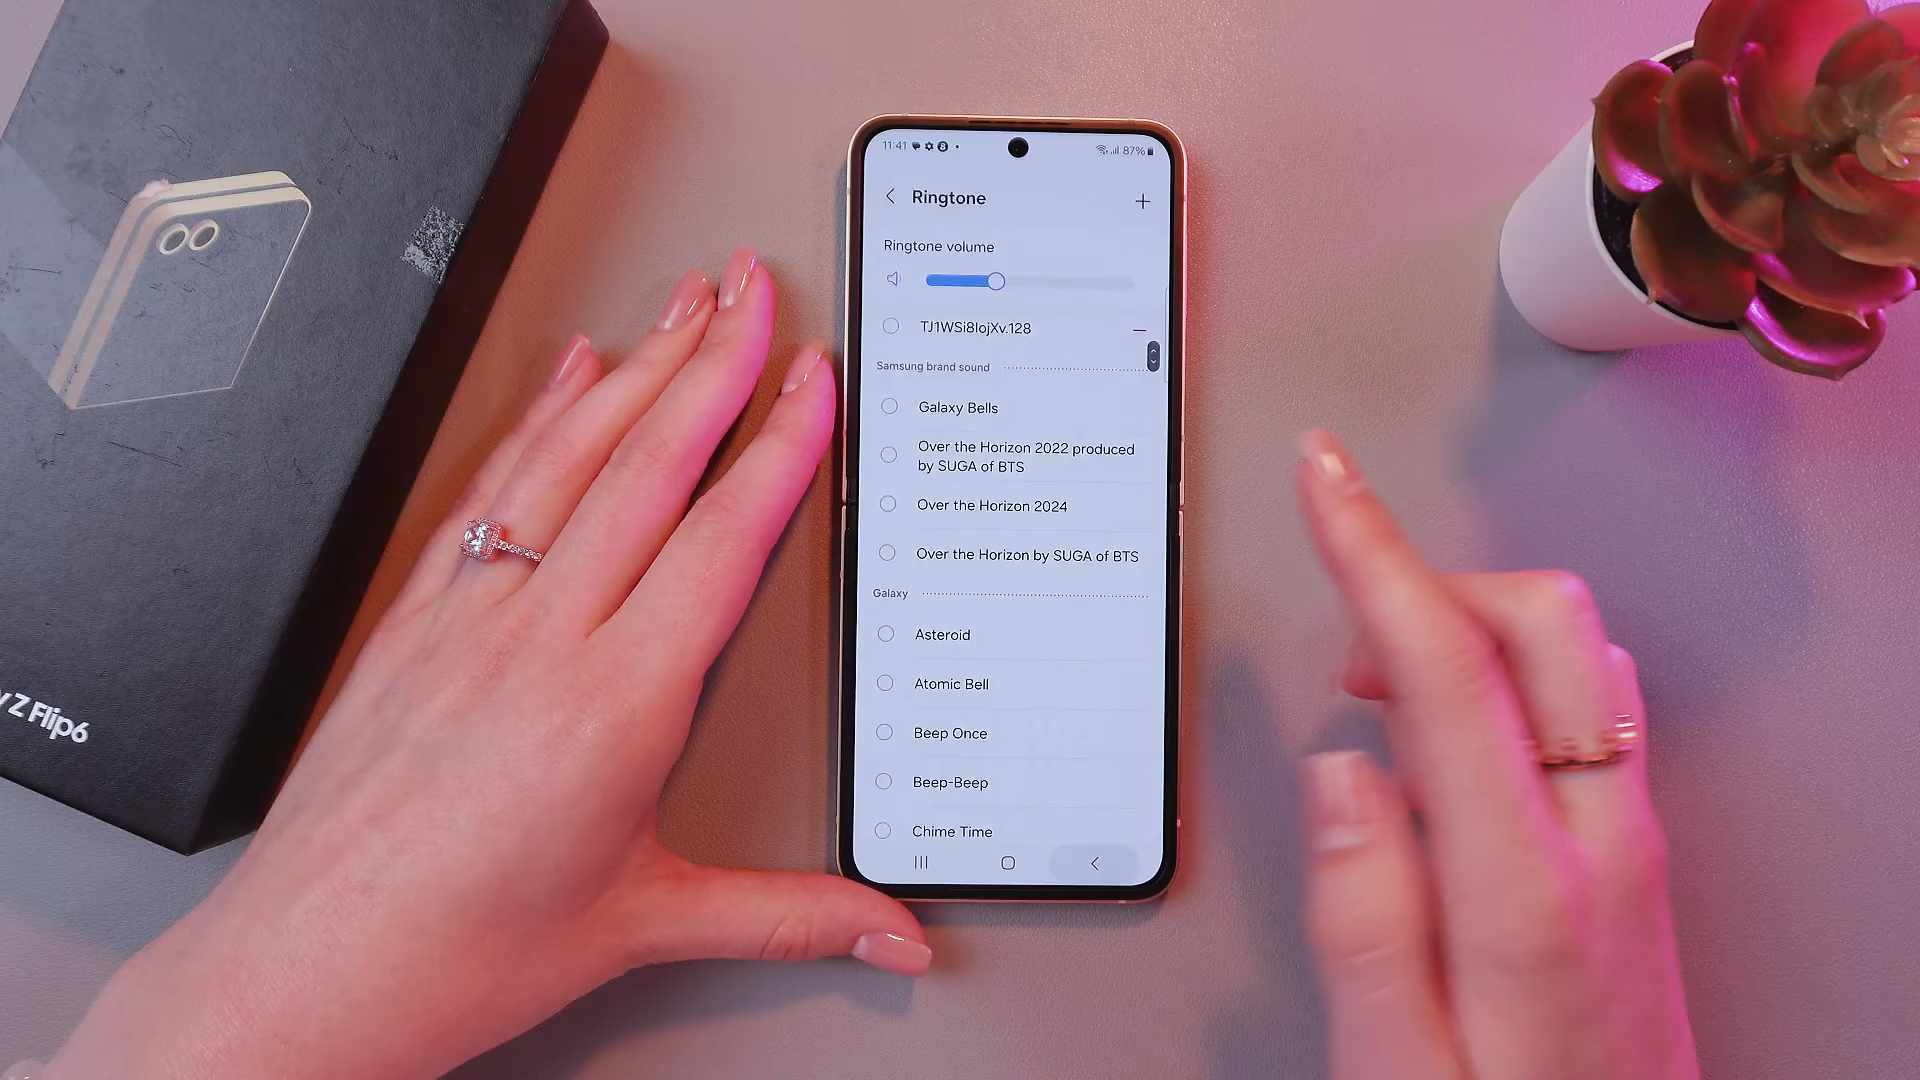 11:41
87%
Ringtone
Ringtone volume
TJ1WSi8lojXv.128
Samsung brand sound
Galaxy Bells
Over the Horizon 2022 produced
by SUGA of BTS
Over the Horizon 2024
Over the Horizon by SUGA of BTS
Galaxy
Asteroid
Atomic Bell
Beep Once
Beep-Beep
Chime Time
y Z Flip6